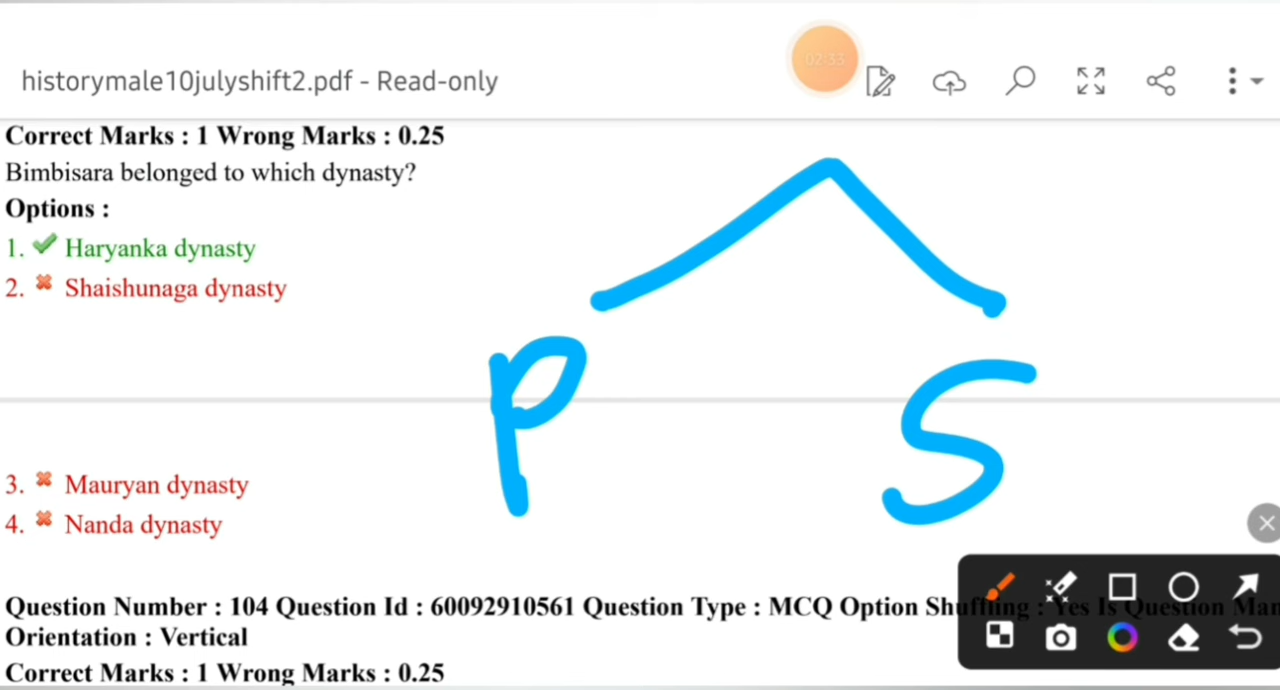 02:33
historymale10julyshift2.pdf - Read-only
Correct Marks : 1 Wrong Marks : 0.25
Bimbisara belonged to which dynasty?
Options :
1. Haryanka dynasty
2. Shaishunaga dynasty
P S
3. Mauryan dynasty
4. Nanda dynasty
Question Number : 104 Question Id : 60092910561 Question Type : MCQ Option Shuffling : Yes Is Question Man
Orientation : Vertical
Correct Marks : 1 Wrong Marks : 0.25